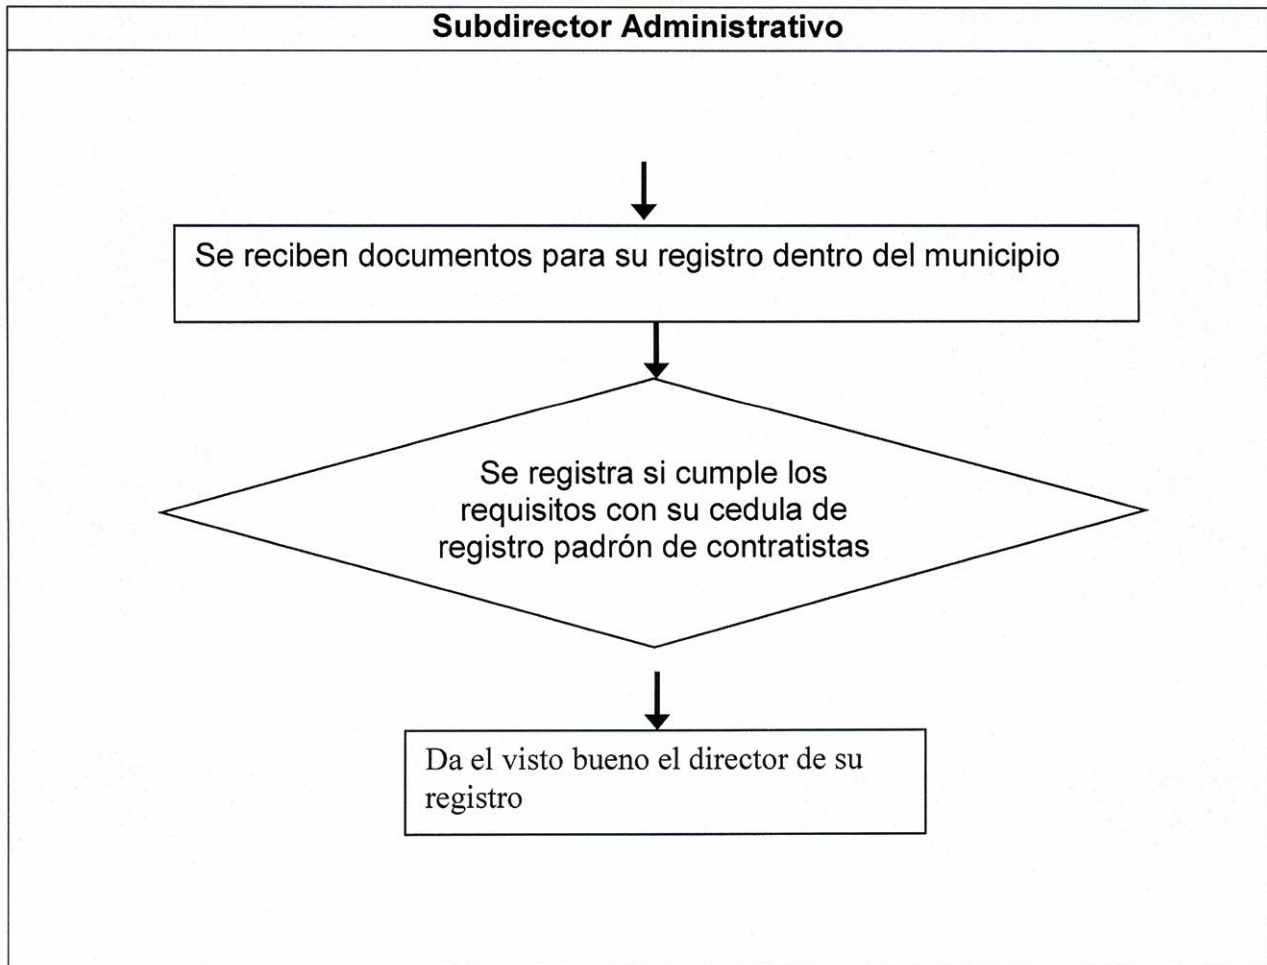 Subdirector Administrativo
Se reciben documentos para su registro dentro del municipio
Se registra si cumple los
requisitos con su cedula de
registro padrón de contratistas
Da el visto bueno el director de su
registro